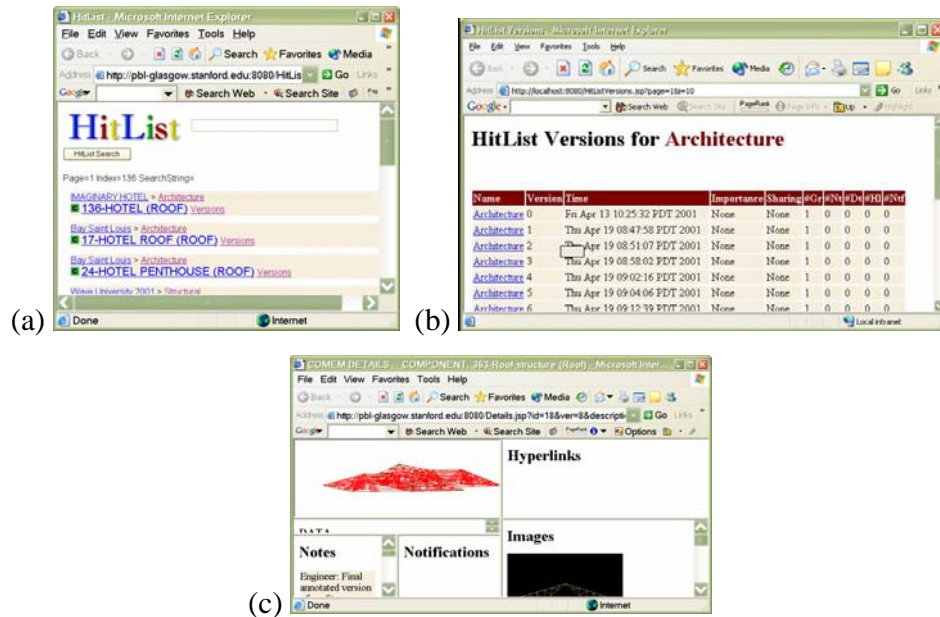 HitList - Microsoft Internet Explorer
File Edit View Favorites Tools Help
Back Search Favorites Media
Address http://pbl-glasgow.stanford.edu:8080/HitLis Go Links
Google Search Web Search Site
HitList
HitList Search
Page=1 Index=136 SearchString=
IMAGINARY HOTEL > Architecture
136-HOTEL (ROOF) Versions
Bay Saint Louis > Architecture
17-HOTEL ROOF (ROOF) Versions
Bay Saint Louis > Architecture
24-HOTEL PENTHOUSE (ROOF) Versions
Wave University 2001 > Structural
Done Internet
(a)
HitList Versions - Microsoft Internet Explorer
File Edit View Favorites Tools Help
Back Search Favorites Media
Address http://localhost:8080/HitListVersions.jsp?page=1&i=10 Go Links
Google Search Web Search Site PageRank Page Info Up Highlight
HitList Versions for Architecture
Name Version Time Importance Sharing #Gr #Nt #Dt #Hl #Ntf
Architecture 0 Fri Apr 13 10:25:32 PDT 2001 None None 1 0 0 0 0
Architecture 1 Thu Apr 19 08:47:58 PDT 2001 None None 1 0 0 0 0
Architecture 2 Thu Apr 19 08:51:07 PDT 2001 None None 1 0 0 0 0
Architecture 3 Thu Apr 19 08:58:02 PDT 2001 None None 1 0 0 0 0
Architecture 4 Thu Apr 19 09:02:16 PDT 2001 None None 1 0 0 0 0
Architecture 5 Thu Apr 19 09:04:06 PDT 2001 None None 1 0 0 0 0
Architecture 6 Thu Apr 19 09:12:39 PDT 2001 None None 1 0 0 0 0
Local intranet
(b)
COMEM DETAILS COMPONENT: 363 Roof structure (Roof) - Microsoft Inter...
File Edit View Favorites Tools Help
Back Search Favorites Media
Address http://pbl-glasgow.stanford.edu:8080/Details.jsp?id=18&ver=8&descripti Go Links
Google Search Web Search Site PageRank Options
Hyperlinks
DATA
Notes
Notifications
Images
Engineer: Final
annotated version
Done Internet
(c)